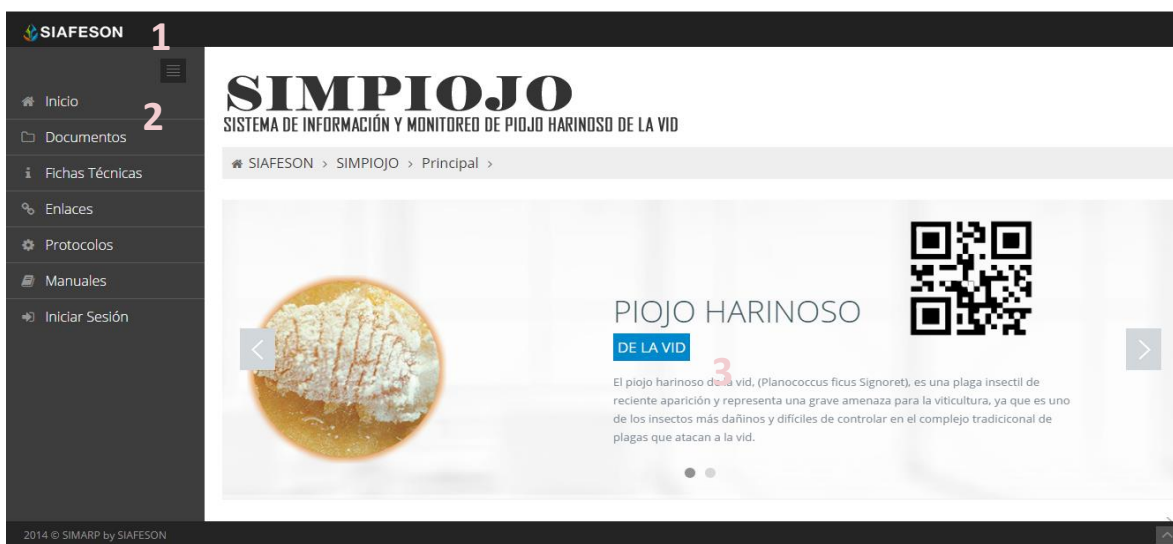 SIAFESON
1
Inicio
2
Documentos
Fichas Técnicas
Enlaces
Protocolos
Manuales
Iniciar Sesión
SIMPIOJO
SISTEMA DE INFORMACIÓN Y MONITOREO DE PIOJO HARINOSO DE LA VID
SIAFESON > SIMPIOJO > Principal >
PIOJO HARINOSO
DE LA VID
3
El piojo harinoso de la vid, (Planococcus ficus Signoret), es una plaga insectil de
reciente aparición y representa una grave amenaza para la viticultura, ya que es uno
de los insectos más dañinos y difíciles de controlar en el complejo tradiciconal de
plagas que atacan a la vid.
2014 © SIMARP by SIAFESON